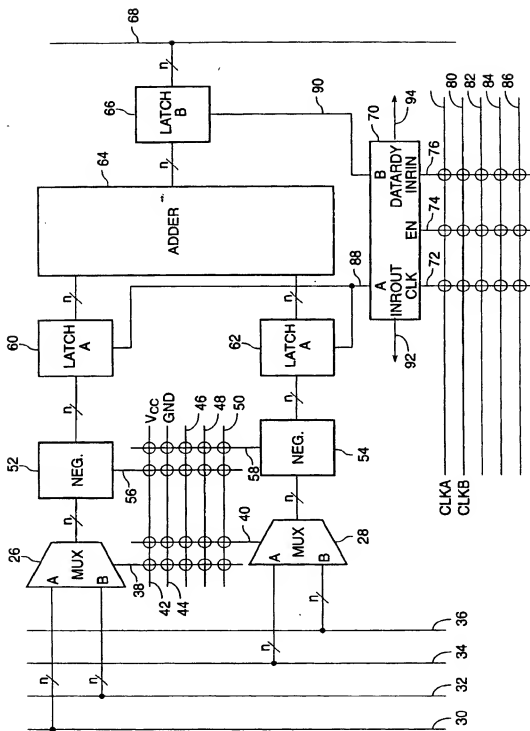 30
32
34
36
n
n
n
n
26
A
B
MUX
38
40
A
B
MUX
28
42
44
VCC
GND
46
48
50
n
n
52
NEG.
56
58
NEG.
54
n
n
60
LATCH
A
62
LATCH
A
88
n
n
64
ADDER
n
66
LATCH
B
90
n
68
92
A
B
70
INROUT
DATARDY
94
CLK
EN
INRIN
72
74
76
CLKA
CLKB
80
82
84
86